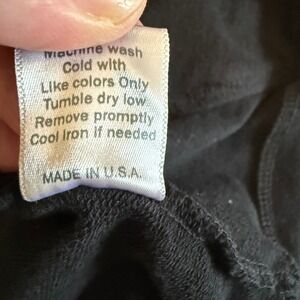 Machine wash
Cold with
Like colors Only
Tumble dry low
Remove promptly
Cool iron if needed
MADE IN U.S.A.